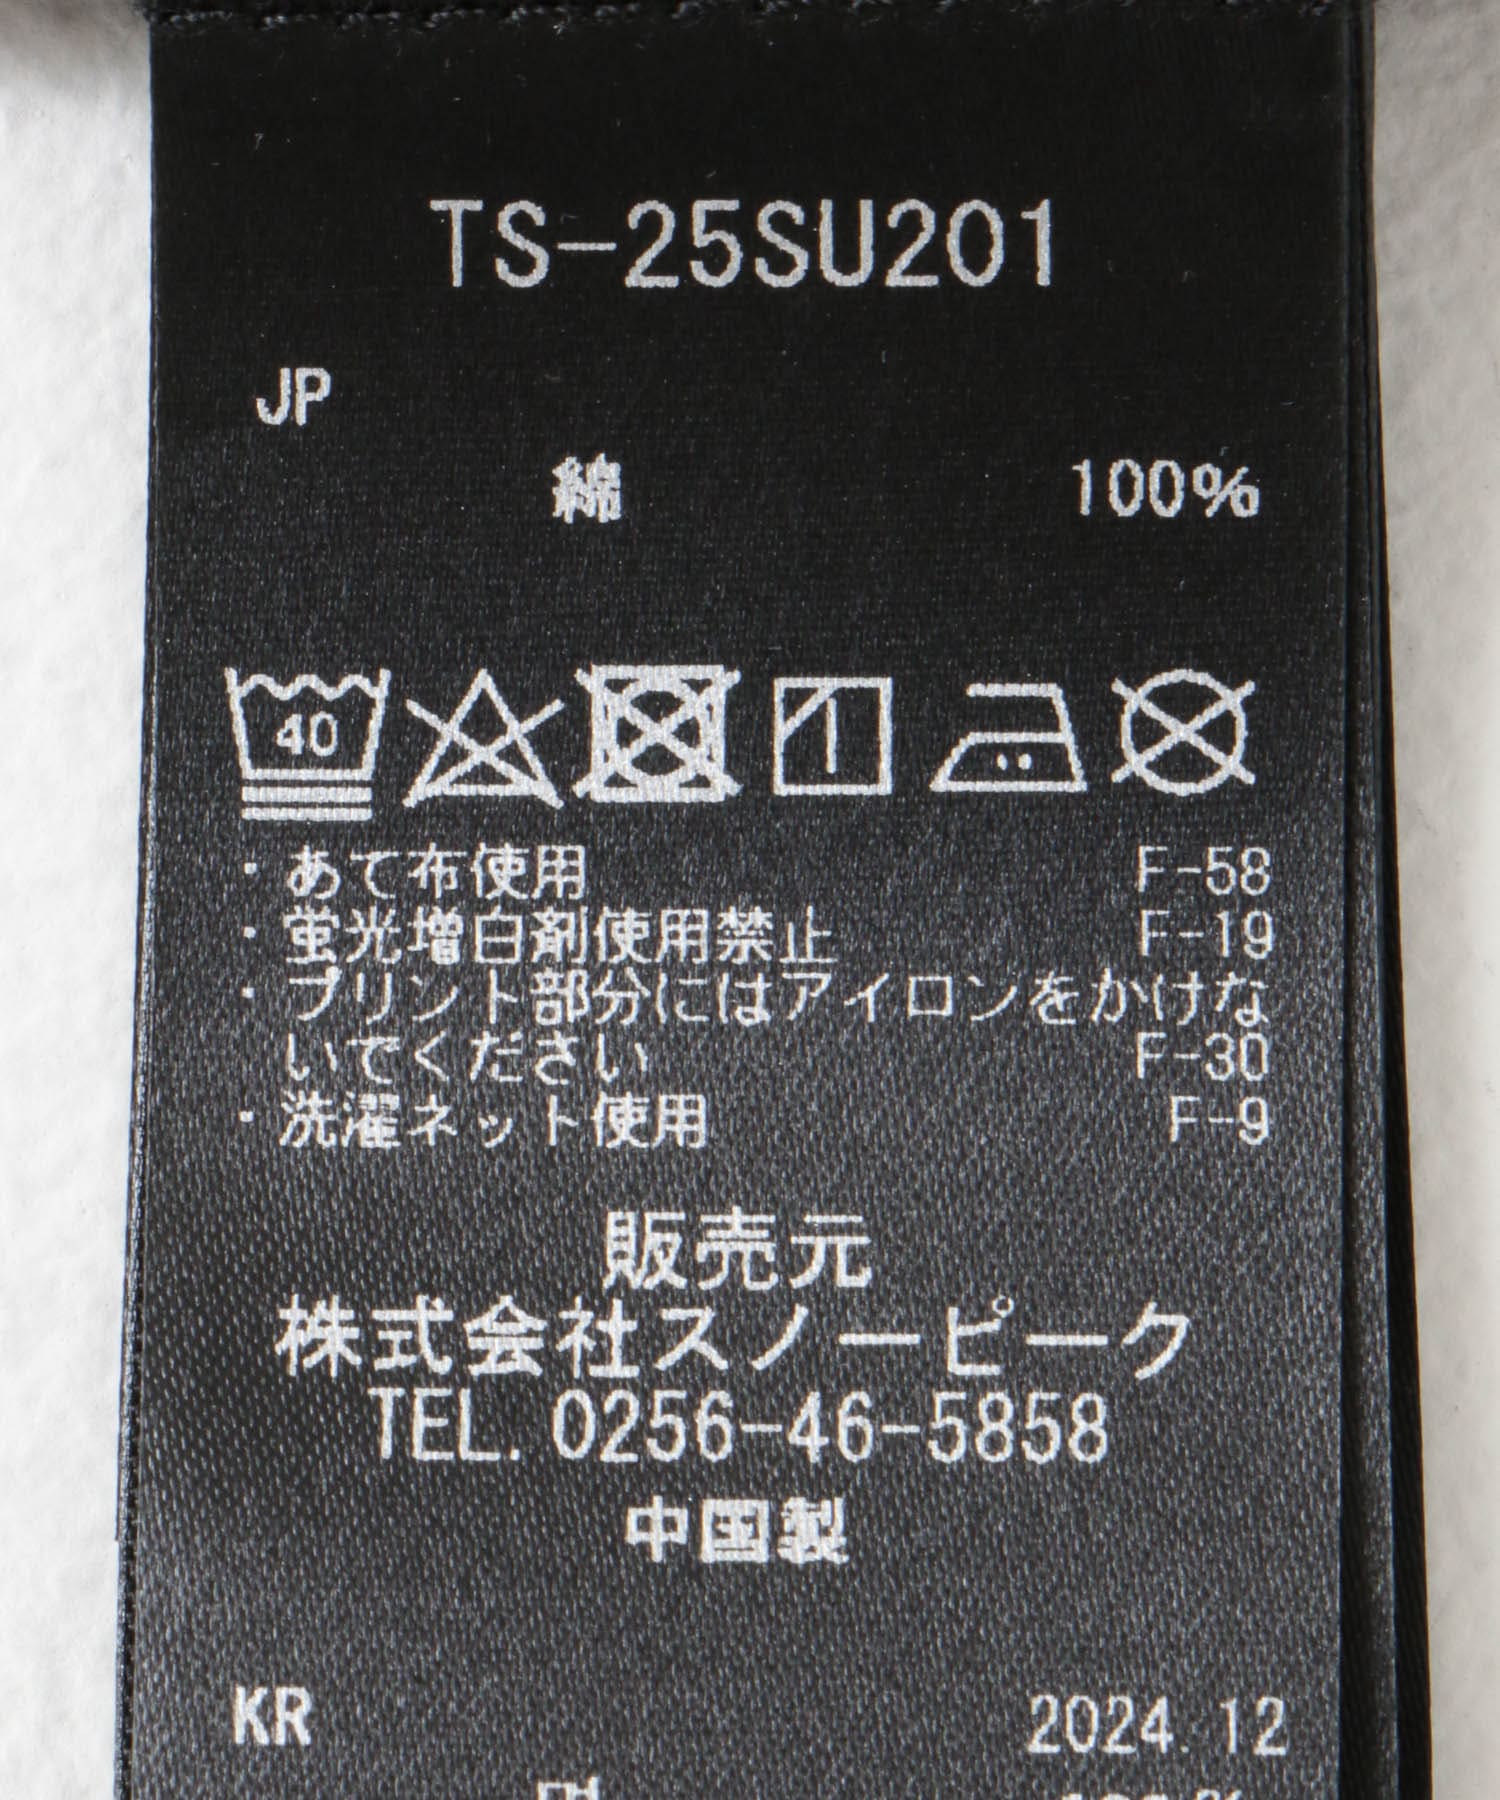 TS-25SU201
JP
綿 100%
40
・あて布使用 F-58
・蛍光増白剤使用禁止 F-19
・プリント部分にはアイロンをかけな
いでください F-30
・洗濯ネット使用 F-9
販売元
株式会社スノーピーク
TEL. 0256-46-5858
中国製
KR 2024.12